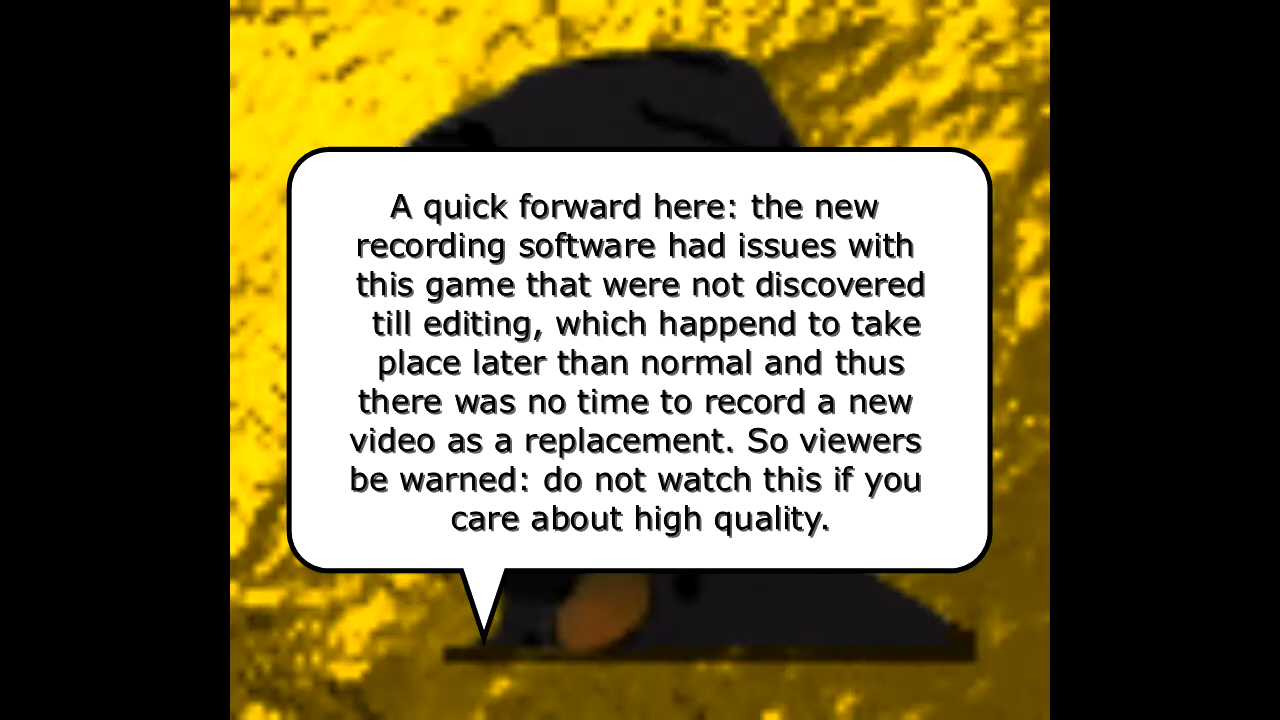 A quick forward here: the new
recording software had issues with
this game that were not discovered
till editing, which happend to take
place later than normal and thus
there was no time to record a new
video as a replacement. So viewers
be warned: do not watch this if you
care about high quality.